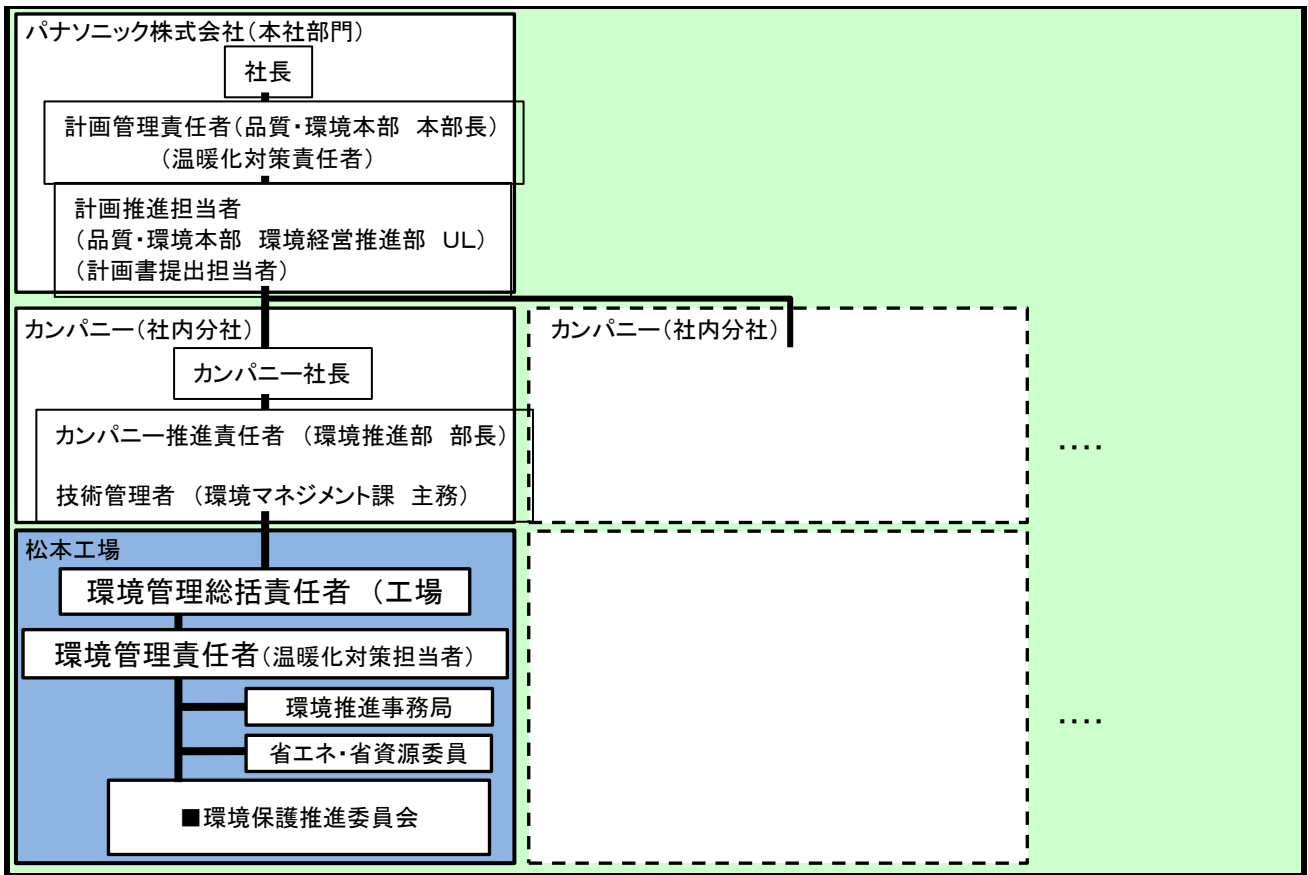 パナソニック株式会社(本社部門)
社長
計画管理責任者(品質・環境本部 本部長)
(温暖化対策責任者)
計画推進担当者
(品質・環境本部 環境経営推進部 UL)
(計画書提出担当者)
カンパニー(社内分社)
カンパニー社長
カンパニー推進責任者 (環境推進部 部長)
技術管理者 (環境マネジメント課 主務)
カンパニー(社内分社)
‥‥
松本工場
環境管理総括責任者 (工場
環境管理責任者(温暖化対策担当者)
環境推進事務局
省エネ・省資源委員
■環境保護推進委員会
‥‥